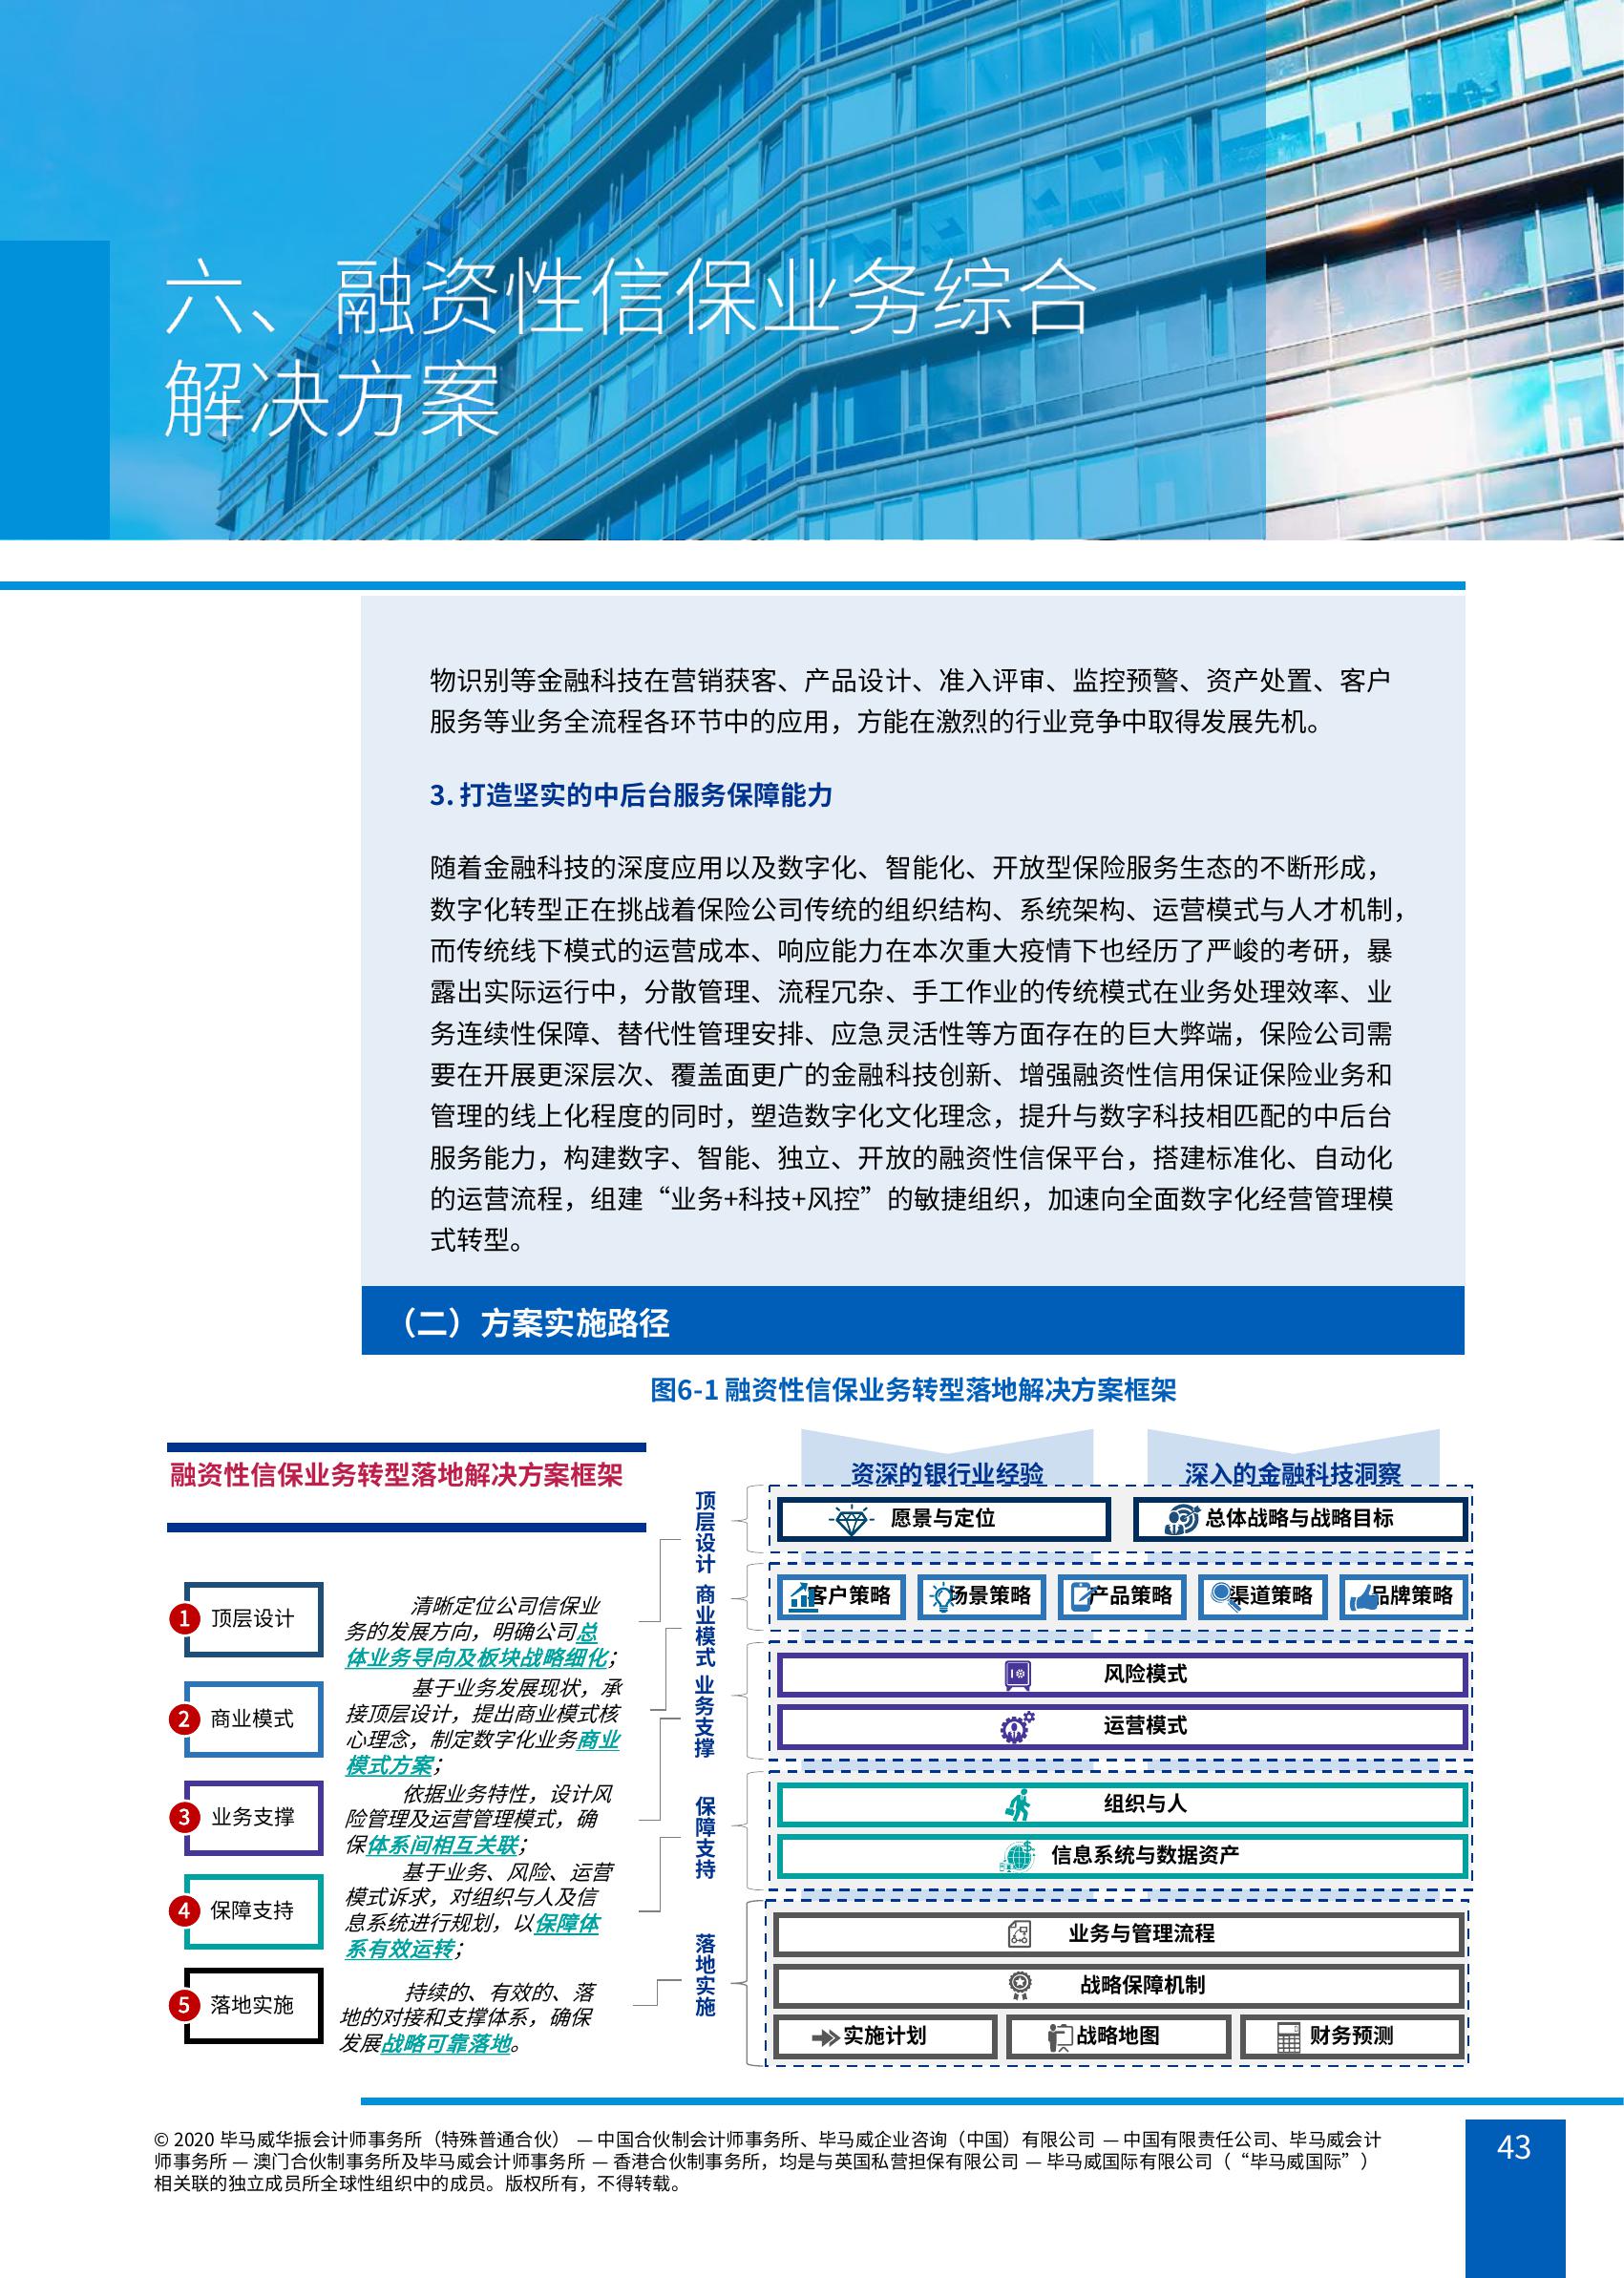 六、融资性信保业务综合
解决方案
物识别等金融科技在营销获客、产品设计、准入评审、监控预警、资产处置、客户
服务等业务全流程各环节中的应用，方能在激烈的行业竞争中取得发展先机。
3. 打造坚实的中后台服务保障能力
随着金融科技的深度应用以及数字化、智能化、开放型保险服务生态的不断形成，
数字化转型正在挑战着保险公司传统的组织结构、系统架构、运营模式与人才机制，
而传统线下模式的运营成本、响应能力在本次重大疫情下也经历了严峻的考研，暴
露出实际运行中，分散管理、流程冗杂、手工作业的传统模式在业务处理效率、业
务连续性保障、替代性管理安排、应急灵活性等方面存在的巨大弊端，保险公司需
要在开展更深层次、覆盖面更广的金融科技创新、增强融资性信用保证保险业务和
管理的线上化程度的同时，塑造数字化文化理念，提升与数字科技相匹配的中后台
服务能力，构建数字、智能、独立、开放的融资性信保平台，搭建标准化、自动化
的运营流程，组建“业务+科技+风控”的敏捷组织，加速向全面数字化经营管理模
式转型。
（二）方案实施路径
图6-1 融资性信保业务转型落地解决方案框架
融资性信保业务转型落地解决方案框架
1 顶层设计
清晰定位公司信保业
务的发展方向，明确公司总
体业务导向及板块战略细化；
2 商业模式
基于业务发展现状，承
接顶层设计，提出商业模式核
心理念，制定数字化业务商业
模式方案；
3 业务支撑
依据业务特性，设计风
险管理及运营管理模式，确
保体系间相互关联；
4 保障支持
基于业务、风险、运营
模式诉求，对组织与人及信
息系统进行规划，以保障体
系有效运转；
5 落地实施
持续的、有效的、落
地的对接和支撑体系，确保
发展战略可靠落地。
资深的银行业经验 深入的金融科技洞察
顶层设计
愿景与定位 总体战略与战略目标
商业模式
客户策略 场景策略 产品策略 渠道策略 品牌策略
业务支撑
风险模式
运营模式
保障支持
组织与人
信息系统与数据资产
落地实施
业务与管理流程
战略保障机制
实施计划 战略地图 财务预测
© 2020 毕马威华振会计师事务所（特殊普通合伙） — 中国合伙制会计师事务所、毕马威企业咨询（中国）有限公司 — 中国有限责任公司、毕马威会计
师事务所 — 澳门合伙制事务所及毕马威会计师事务所 — 香港合伙制事务所，均是与英国私营担保有限公司 — 毕马威国际有限公司（“毕马威国际”）
相关联的独立成员所全球性组织中的成员。版权所有，不得转载。
43